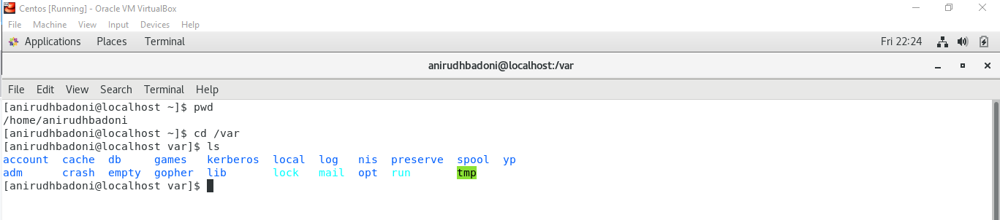 Centos [Running] - Oracle VM VirtualBox
File Machine View Input Devices Help
Applications Places Terminal Fri 22:24
anirudhbadoni@localhost:/var
File Edit View Search Terminal Help
[anirudhbadoni@localhost ~]$ pwd
/home/anirudhbadoni
[anirudhbadoni@localhost ~]$ cd /var
[anirudhbadoni@localhost var]$ ls
account cache db games kerberos local log nis preserve spool yp
adm crash empty gopher lib lock mail opt run tmp
[anirudhbadoni@localhost var]$